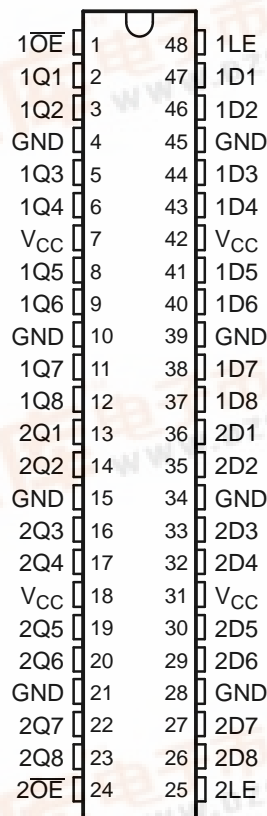 1O̅E̅ 1 48 1LE
1Q1 2 47 1D1
1Q2 3 46 1D2
GND 4 45 GND
1Q3 5 44 1D3
1Q4 6 43 1D4
VCC 7 42 VCC
1Q5 8 41 1D5
1Q6 9 40 1D6
GND 10 39 GND
1Q7 11 38 1D7
1Q8 12 37 1D8
2Q1 13 36 2D1
2Q2 14 35 2D2
GND 15 34 GND
2Q3 16 33 2D3
2Q4 17 32 2D4
VCC 18 31 VCC
2Q5 19 30 2D5
2Q6 20 29 2D6
GND 21 28 GND
2Q7 22 27 2D7
2Q8 23 26 2D8
2O̅E̅ 24 25 2LE